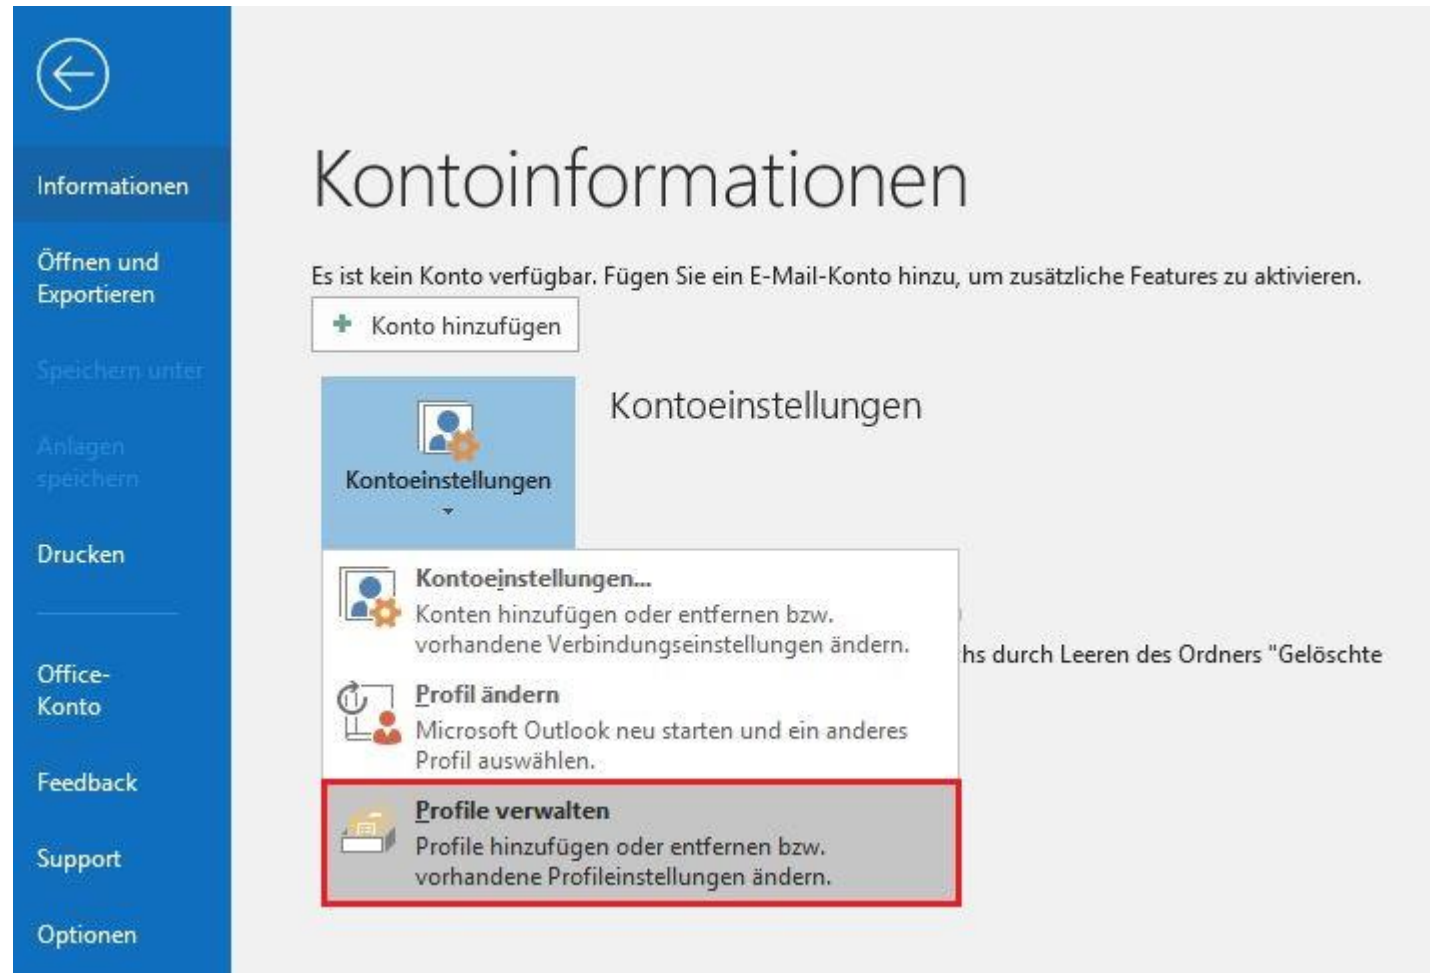 Informationen
Öffnen und
Exportieren
Speichern unter
Anlagen
speichern
Drucken
Office-
Konto
Feedback
Support
Optionen
Kontoinformationen
Es ist kein Konto verfügbar. Fügen Sie ein E-Mail-Konto hinzu, um zusätzliche Features zu aktivieren.
Konto hinzufügen
Kontoeinstellungen
Kontoeinstellungen
Kontoeinstellungen...
Konten hinzufügen oder entfernen bzw.
vorhandene Verbindungseinstellungen ändern.
hs durch Leeren des Ordners "Gelöschte
Profil ändern
Microsoft Outlook neu starten und ein anderes
Profil auswählen.
Profile verwalten
Profile hinzufügen oder entfernen bzw.
vorhandene Profileinstellungen ändern.